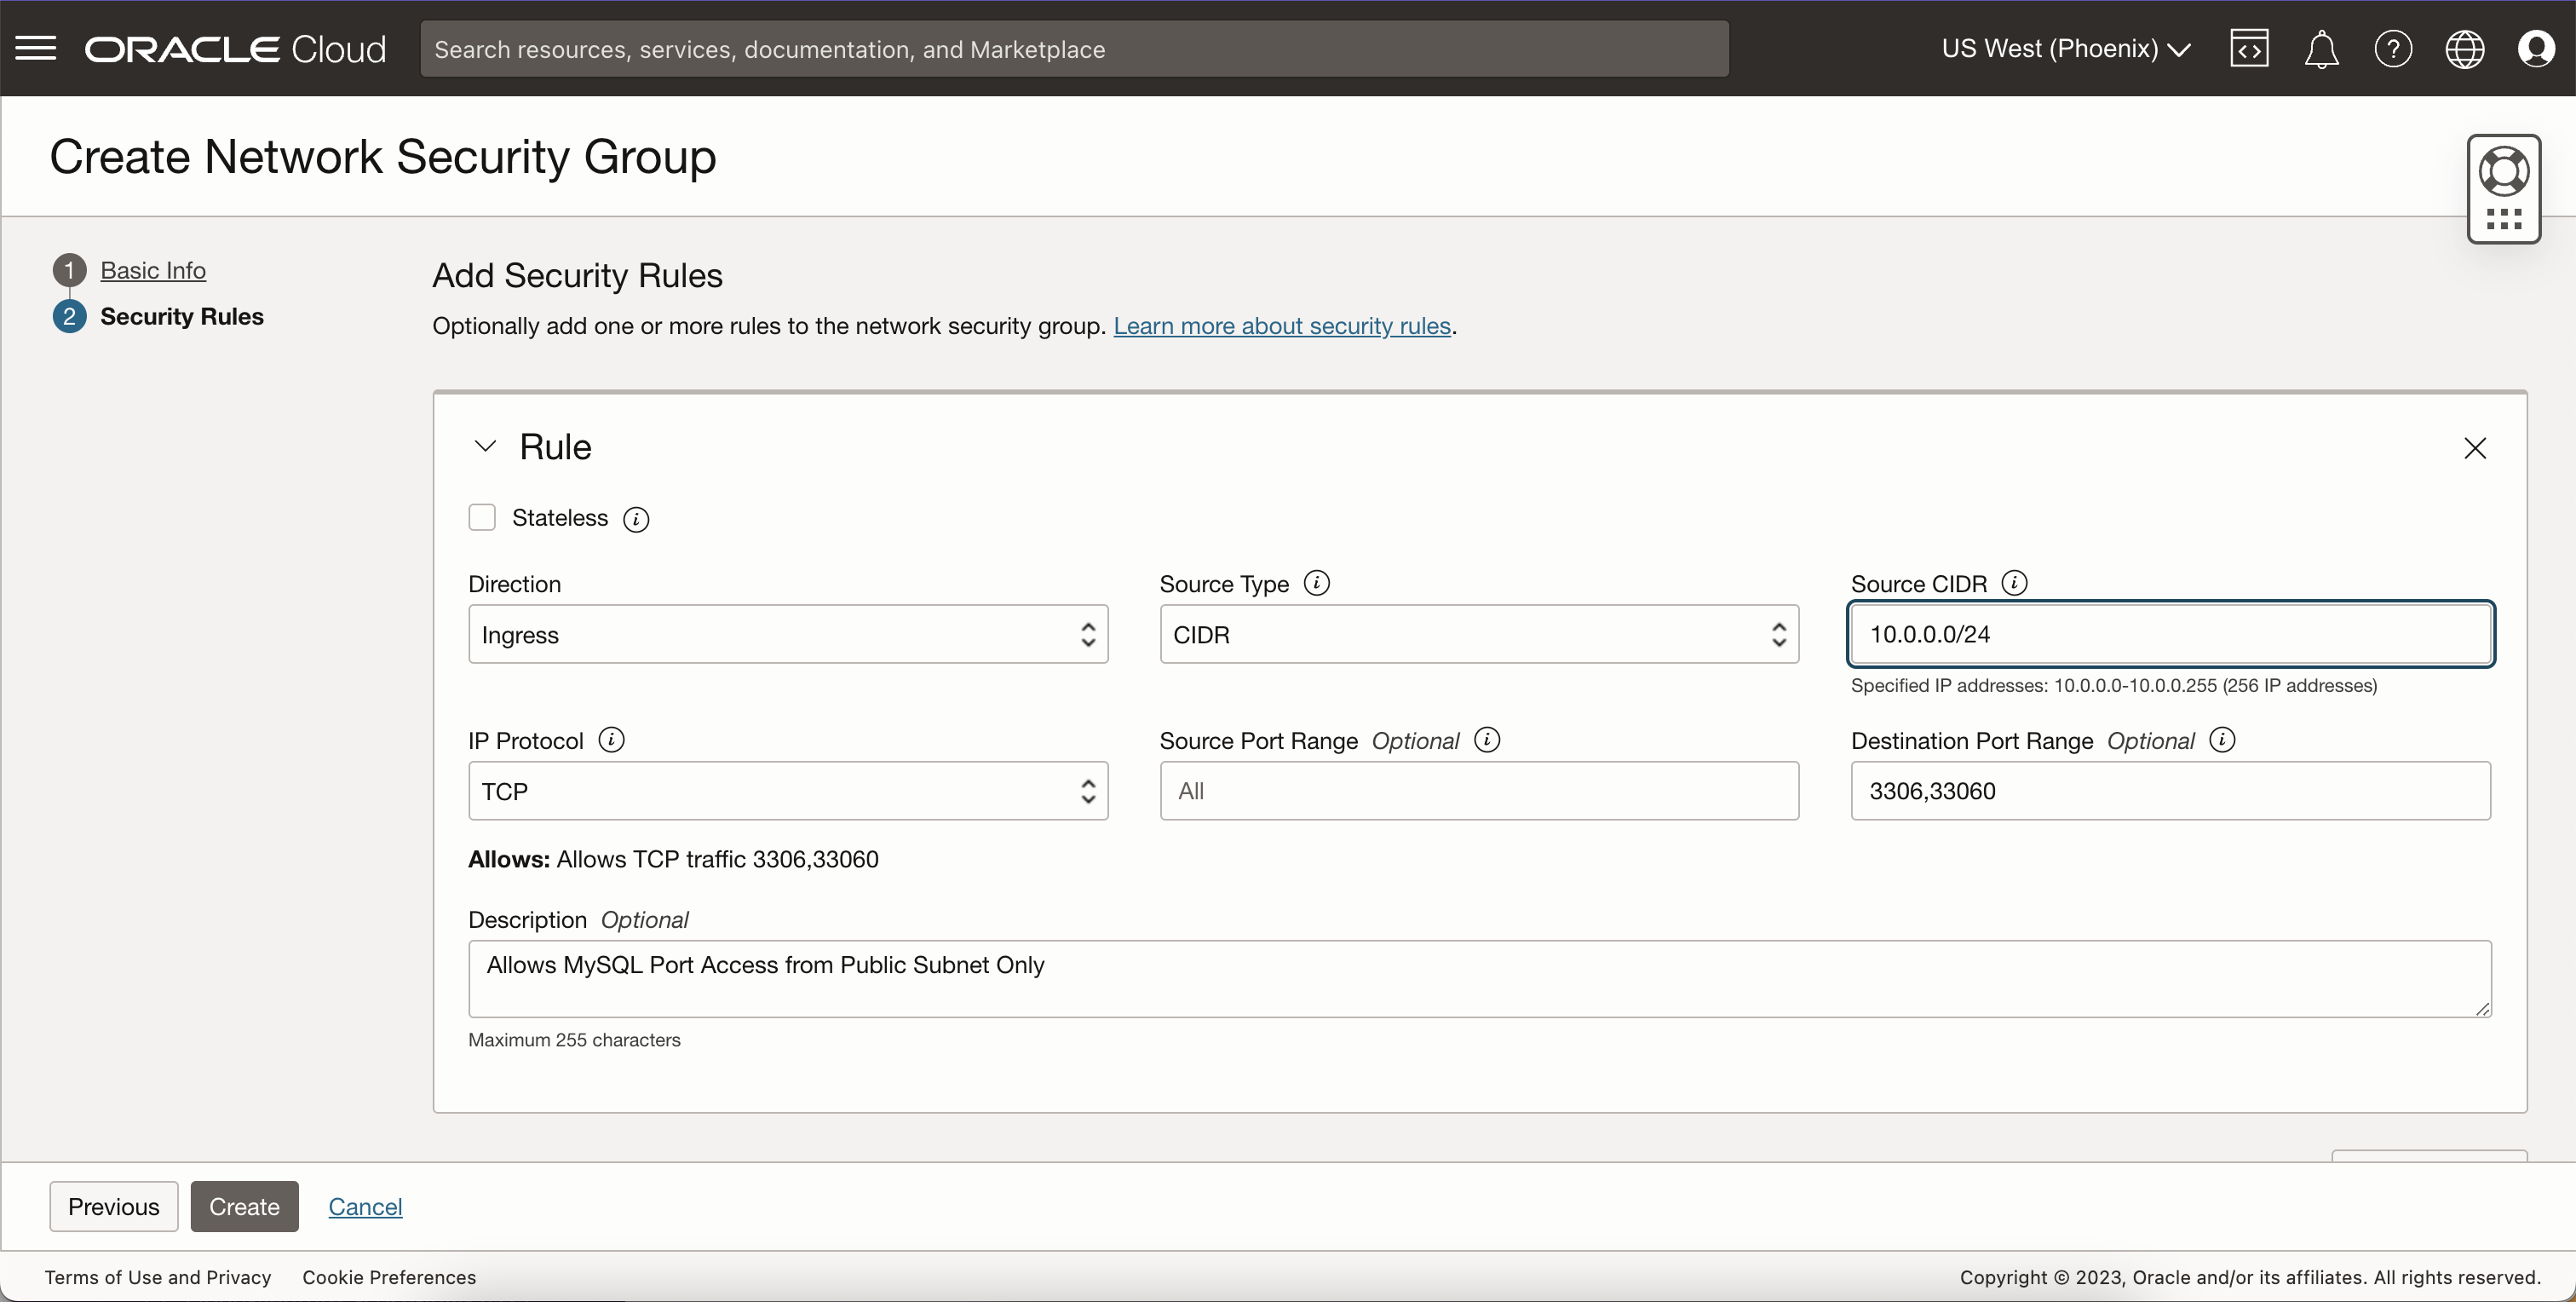 ORACLE Cloud
Search resources, services, documentation, and Marketplace
US West (Phoenix)
Create Network Security Group
1 Basic Info
2 Security Rules
Add Security Rules
Optionally add one or more rules to the network security group. Learn more about security rules.
Rule
Stateless
Direction
Ingress
Source Type
CIDR
Source CIDR
10.0.0.0/24
Specified IP addresses: 10.0.0.0-10.0.0.255 (256 IP addresses)
IP Protocol
TCP
Source Port Range Optional
All
Destination Port Range Optional
3306,33060
Allows: Allows TCP traffic 3306,33060
Description Optional
Allows MySQL Port Access from Public Subnet Only
Maximum 255 characters
Previous
Create
Cancel
Terms of Use and Privacy
Cookie Preferences
Copyright © 2023, Oracle and/or its affiliates. All rights reserved.